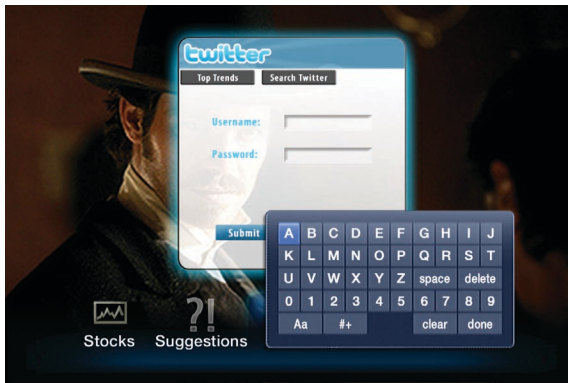 twitter
Top Trends Search Twitter
Username:
Password:
Submit
A B C D E F G H I J
K L M N O P Q R S T
U V W X Y Z space delete
0 1 2 3 4 5 6 7 8 9
Aa #+ clear done
?!
Stocks Suggestions